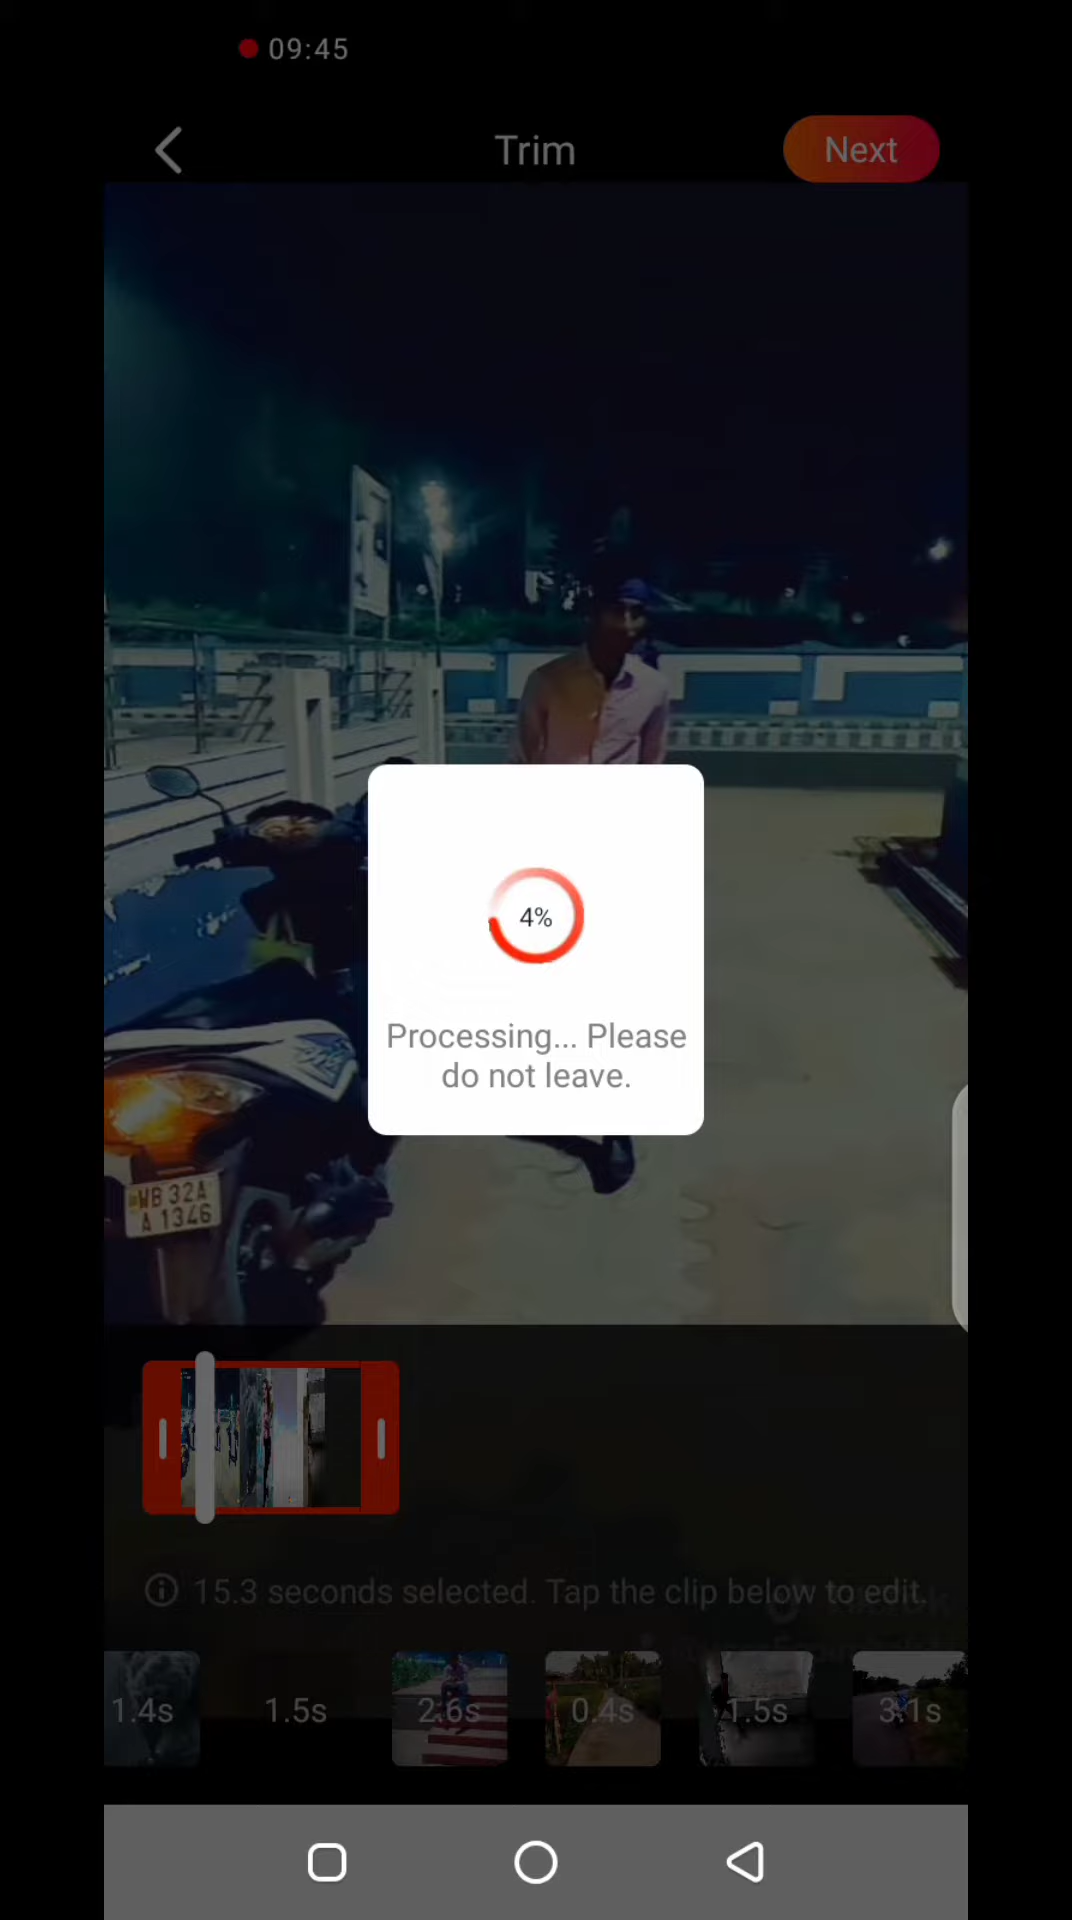 09:45
Trim
Next
4%
Processing... Please
do not leave.
WB 32A
A 1346
15.3 seconds selected. Tap the clip below to edit.
1.4s
1.5s
2.6s
0.4s
1.5s
3.1s